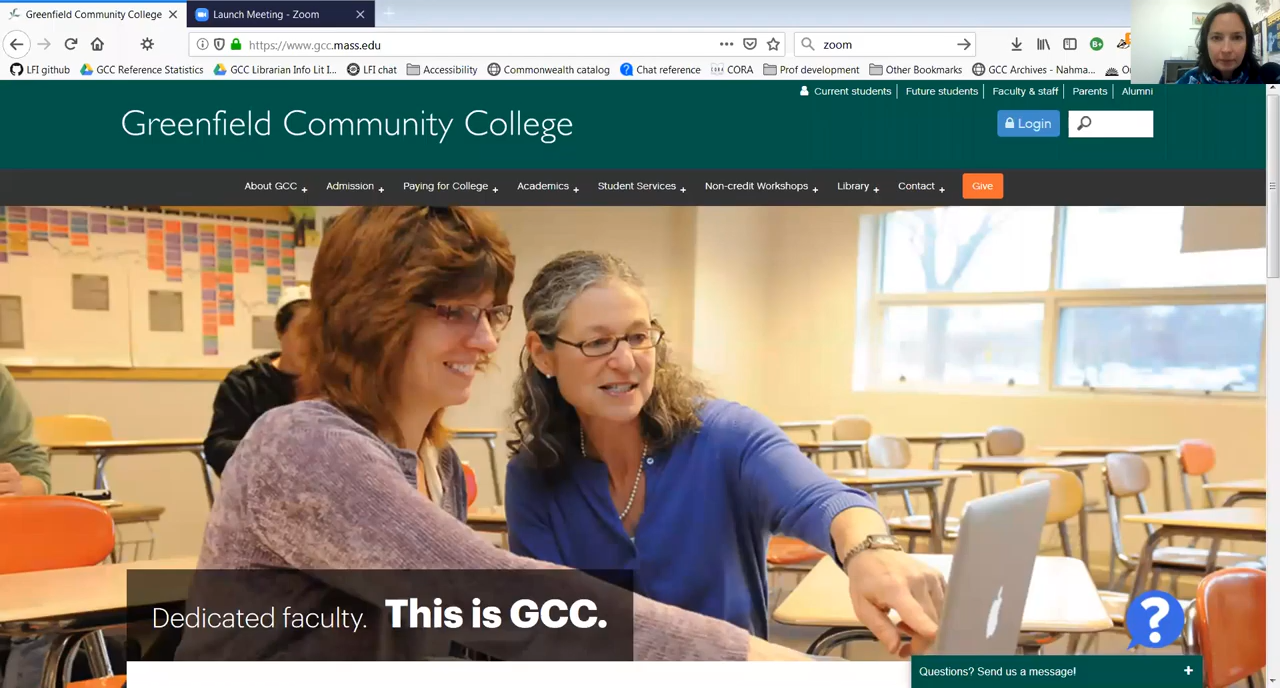 Greenfield Community College
Launch Meeting - Zoom
https://www.gcc.mass.edu
zoom
LFI github
GCC Reference Statistics
GCC Librarian Info Lit I...
LFI chat
Accessibility
Commonwealth catalog
Chat reference
CORA
Prof development
Other Bookmarks
GCC Archives - Nahma...
Current students
Future students
Faculty & staff
Parents
Alumni
Greenfield Community College
Login
About GCC +
Admission +
Paying for College +
Academics +
Student Services +
Non-credit Workshops +
Library +
Contact +
Give
Dedicated faculty. This is GCC.
?
Questions? Send us a message! +